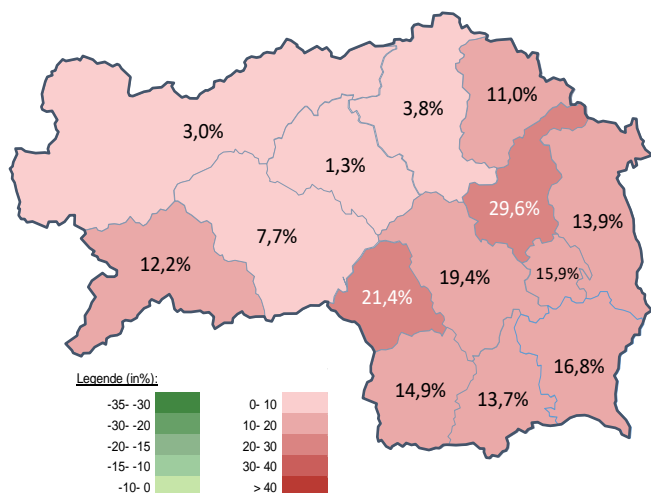 11,0%
3,8%
3,0%
1,3%
29,6%
13,9%
7,7%
12,2%
19,4%
15,9%
21,4%
16,8%
14,9%
13,7%
Legende (in%):
-35- -30 0- 10
-30- -20 10- 20
-20- -15 20- 30
-15- -10 30- 40
-10- 0 > 40